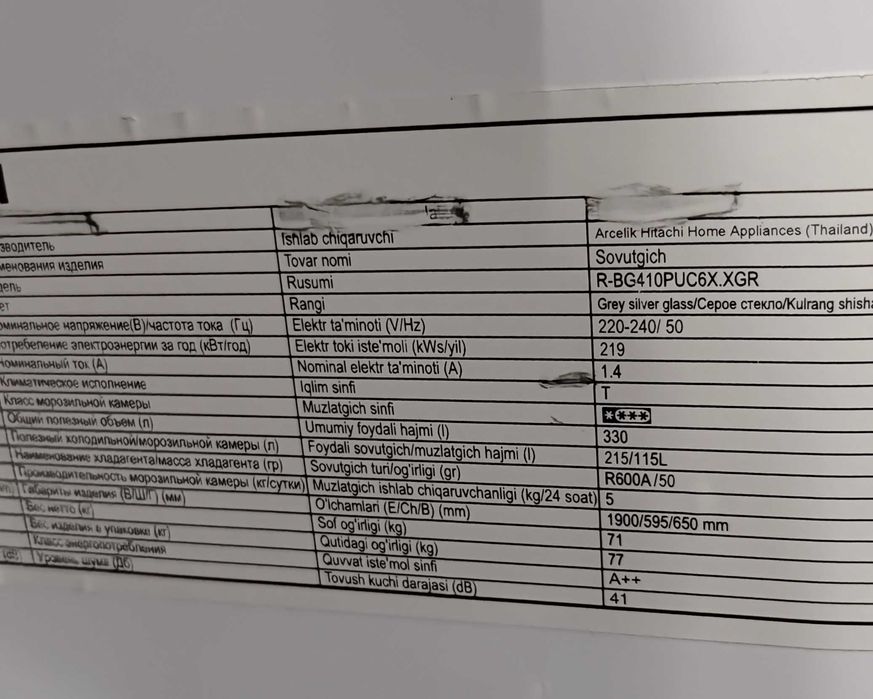 Ishlab chiqaruvchi Arcelik Hitachi Home Appliances (Thailand)
зводитель Tovar nomi Sovutgich
менования изделия Rusumi R-BG410PUC6X.XGR
дель Rangi Grey silver glass/Серое стекло/Kulrang shisha
ет Elektr ta'minoti (V/Hz) 220-240/ 50
оминальное напряжение(В)/частота тока (Гц) Elektr toki iste'moli (kWs/yil) 219
отребеление электроэнергии за год (кВт/год) Nominal elektr ta'minoti (A) 1.4
Номинальный ток (А) Iqlim sinfi T
Климатическое исполнение Muzlatgich sinfi ****
Класс морозильной камеры Umumiy foydali hajmi (l) 330
Общий полезный объем (л) Foydali sovutgich/muzlatgich hajmi (l) 215/115L
Полезный холодильной/морозильной камеры (л) Sovutgich turi/og'irligi (gr) R600A/50
Наименование хладагента/масса хладагента (гр) Muzlatgich ishlab chiqaruvchanligi (kg/24 soat) 5
Производительность морозильной камеры (кг/сутки) O'lchamlari (E/Ch/B) (mm) 1900/595/650 mm
Габариты изделия (В/Ш/Г) (мм) Sof og'irligi (kg) 71
Вес нетто (кг) Qutidagi og'irligi (kg) 77
Вес изделия в упаковке (кг) Quvvat iste'mol sinfi A++
Класс энергопотребления Tovush kuchi darajasi (dB) 41
Уровень шума (Дб)